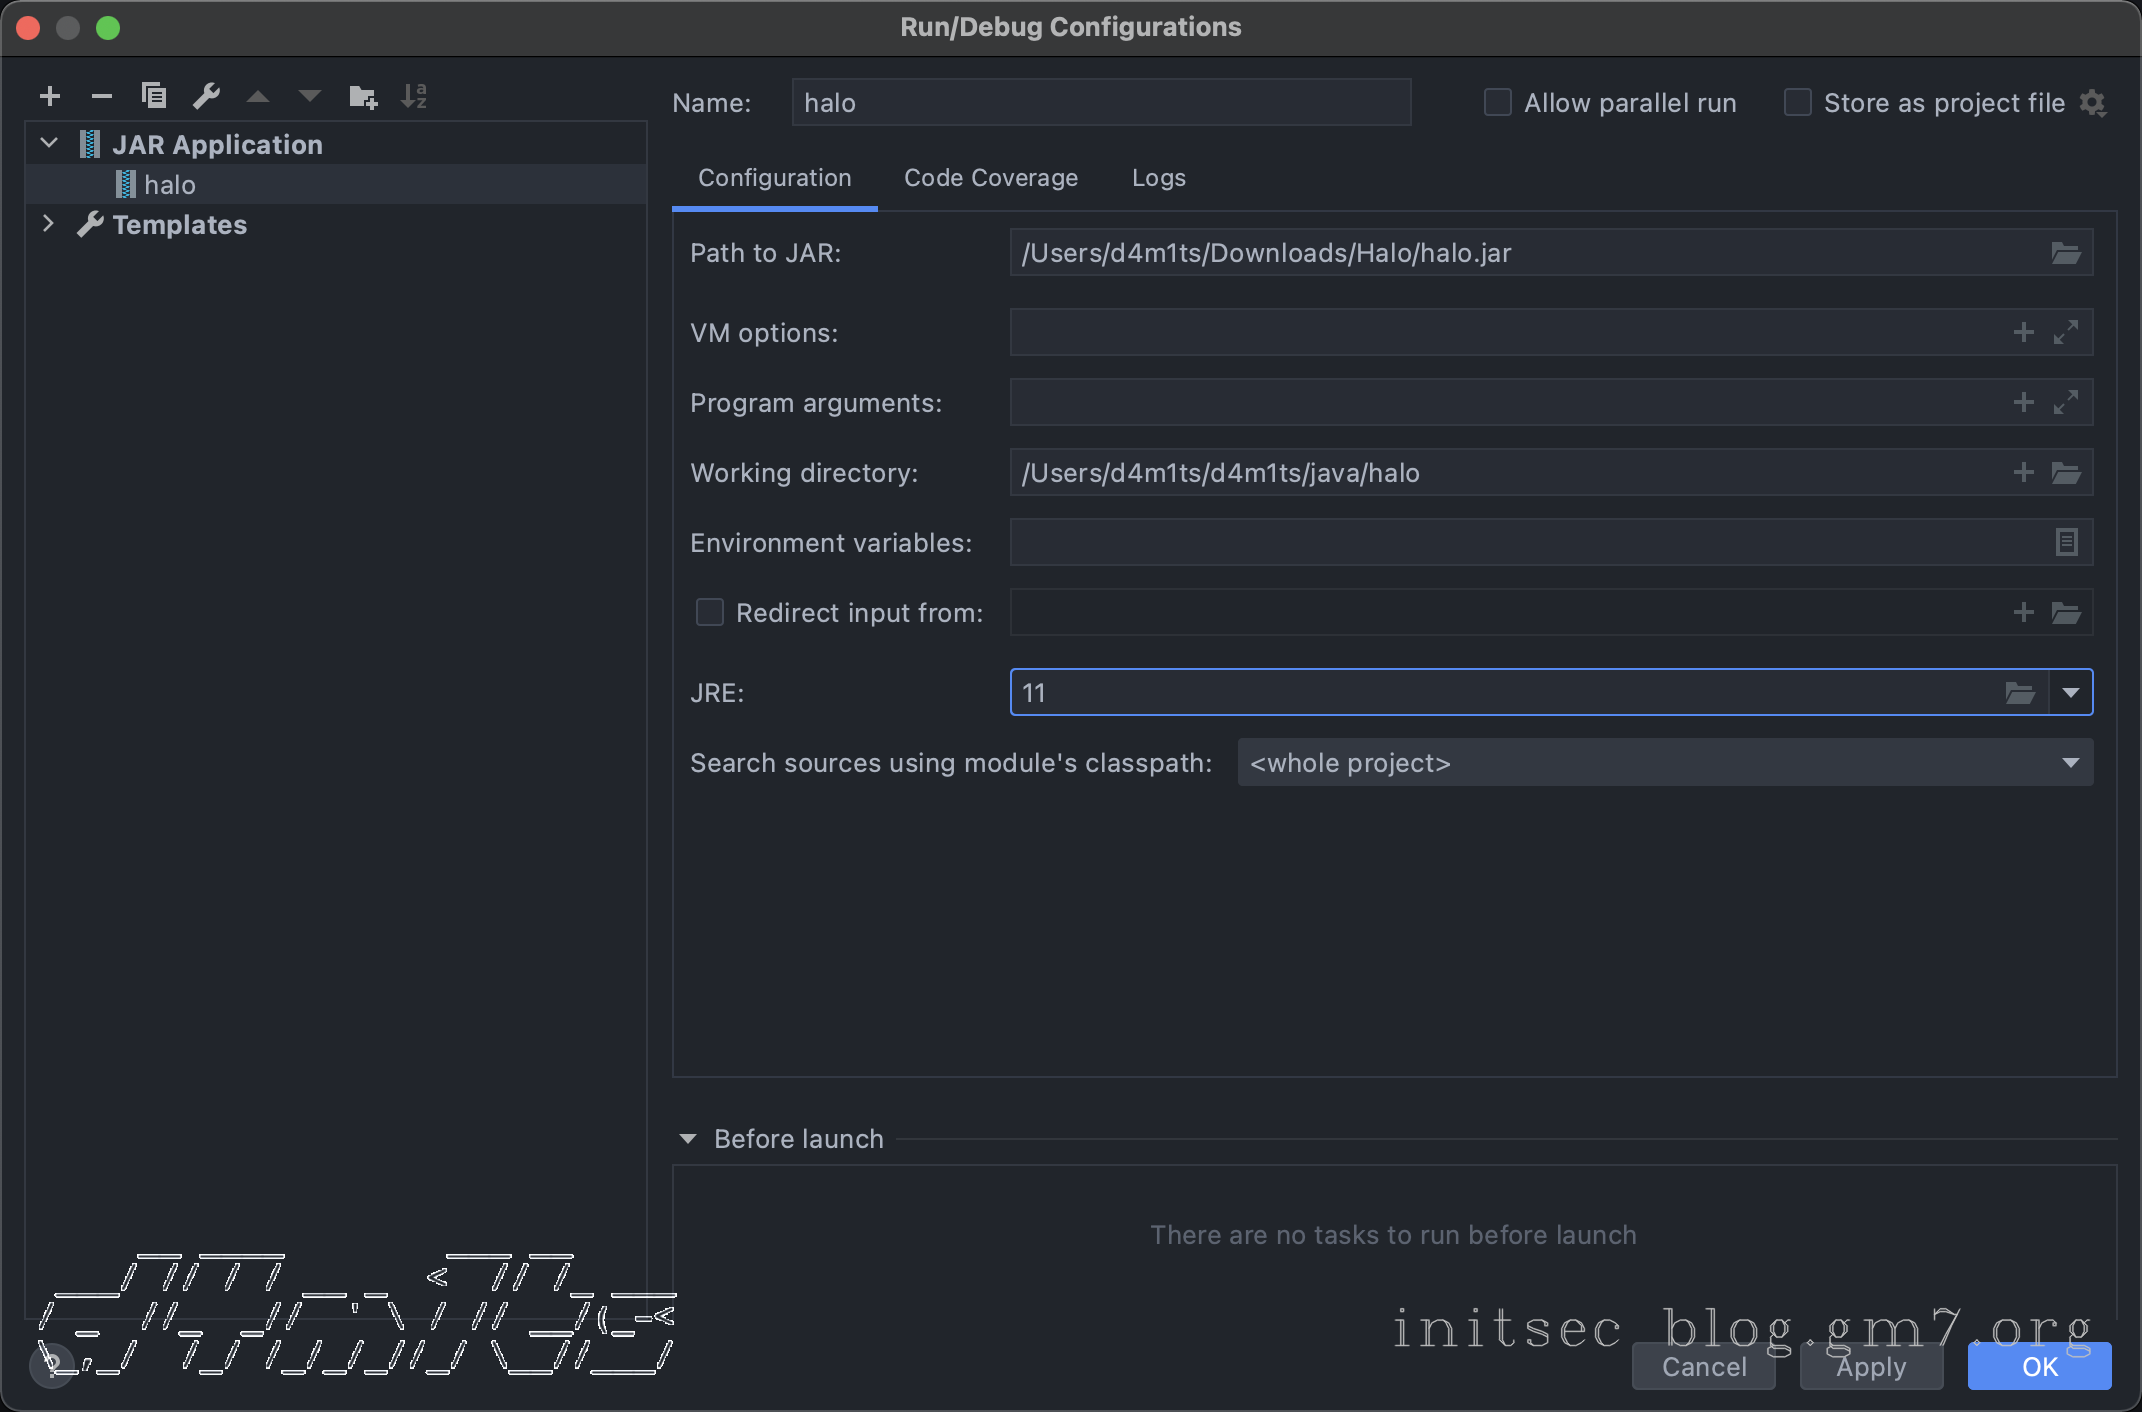 Run/Debug Configurations
JAR Application
halo
Templates
Name: halo
Allow parallel run
Store as project file
Configuration Code Coverage Logs
Path to JAR: /Users/d4m1ts/Downloads/Halo/halo.jar
VM options:
Program arguments:
Working directory: /Users/d4m1ts/d4m1ts/java/halo
Environment variables:
Redirect input from:
JRE: 11
Search sources using module's classpath: <whole project>
Before launch
There are no tasks to run before launch
d4m1ts
initsec blog.gm7.org
? Cancel Apply OK